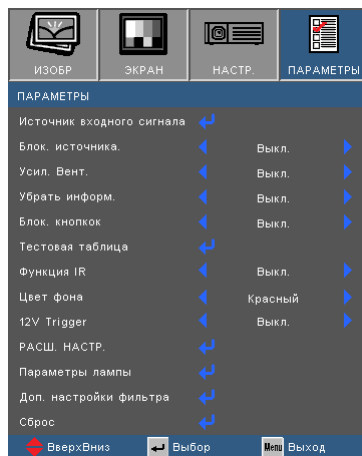 ИЗОБР ЭКРАН НАСТР. ПАРАМЕТРЫ
ПАРАМЕТРЫ
Источник входного сигнала
Блок. источника. Выкл.
Усил. Вент. Выкл.
Убрать информ. Выкл.
Блок. кнопкок Выкл.
Тестовая таблица
Функция IR Выкл.
Цвет фона Красный
12V Trigger Выкл.
РАСШ. НАСТР.
Параметры лампы
Доп. настройки фильтра
Сброс
ВверхВниз Выбор Menu Выход